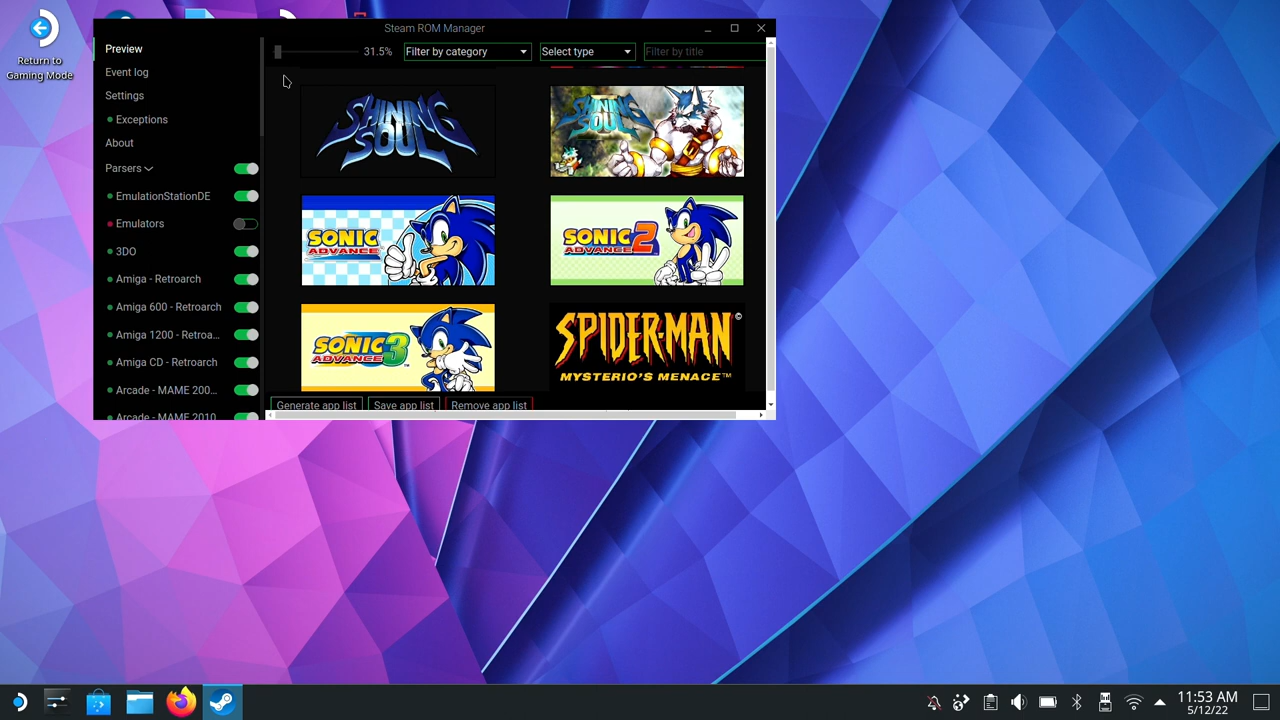 Return to
Gaming Mode
Steam ROM Manager
Preview
Event log
Settings
Exceptions
About
Parsers
EmulationStationDE
Emulators
3DO
Amiga - Retroarch
Amiga 600 - Retroarch
Amiga 1200 - Retroa...
Amiga CD - Retroarch
Arcade - MAME 200...
Arcade - MAME 2010
31.5%
Filter by category
Select type
Filter by title
SHINING
SOUL
SHINING
SOUL
SONIC
ADVANCE
SONIC 2
ADVANCE
SONIC 3
ADVANCE
SPIDER-MAN ©
MYSTERIO'S MENACE™
Generate app list
Save app list
Remove app list
11:53 AM
5/12/22